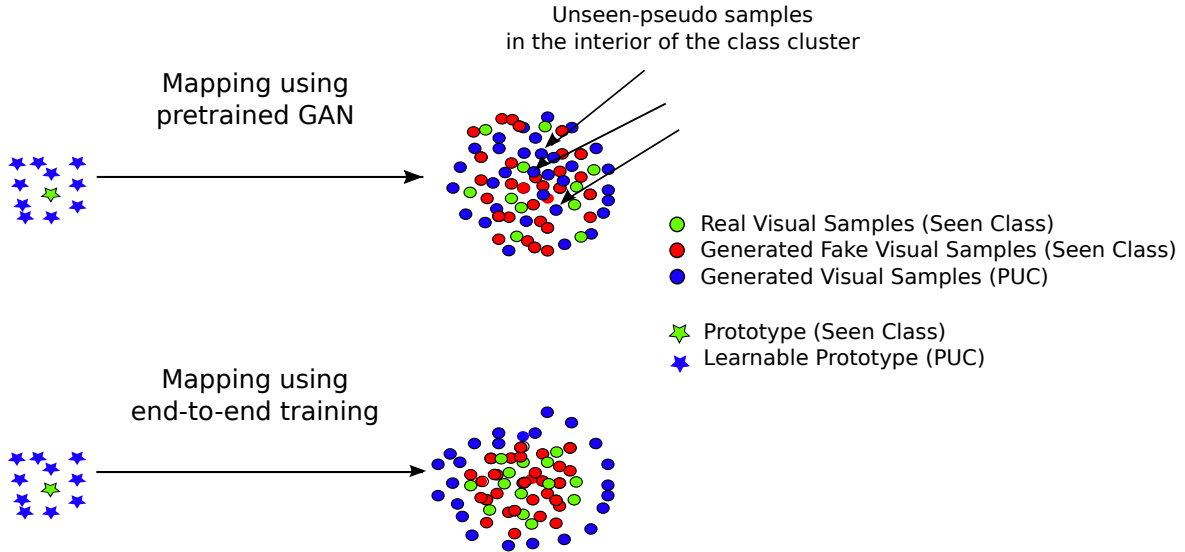 Unseen-pseudo samples
in the interior of the class cluster
Mapping using
pretrained GAN
Real Visual Samples (Seen Class)
Generated Fake Visual Samples (Seen Class)
Generated Visual Samples (PUC)
Prototype (Seen Class)
Learnable Prototype (PUC)
Mapping using
end-to-end training